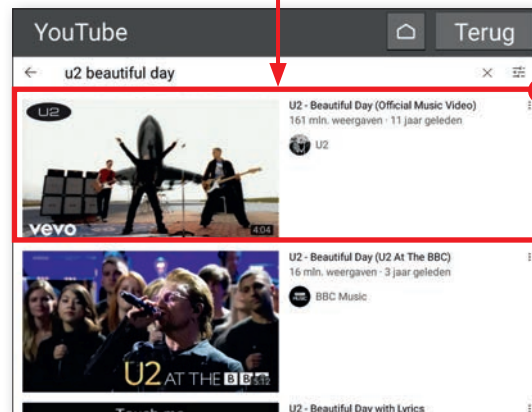 YouTube
Terug
u2 beautiful day
U2
U2 - Beautiful Day (Official Music Video)
161 mln. weergaven · 11 jaar geleden
U2
vevo
4:04
U2 - Beautiful Day (U2 At The BBC)
16 mln. weergaven · 3 jaar geleden
BBC Music
U2 AT THE BBC
5:12
Touch me
U2 - Beautiful Day with Lyrics